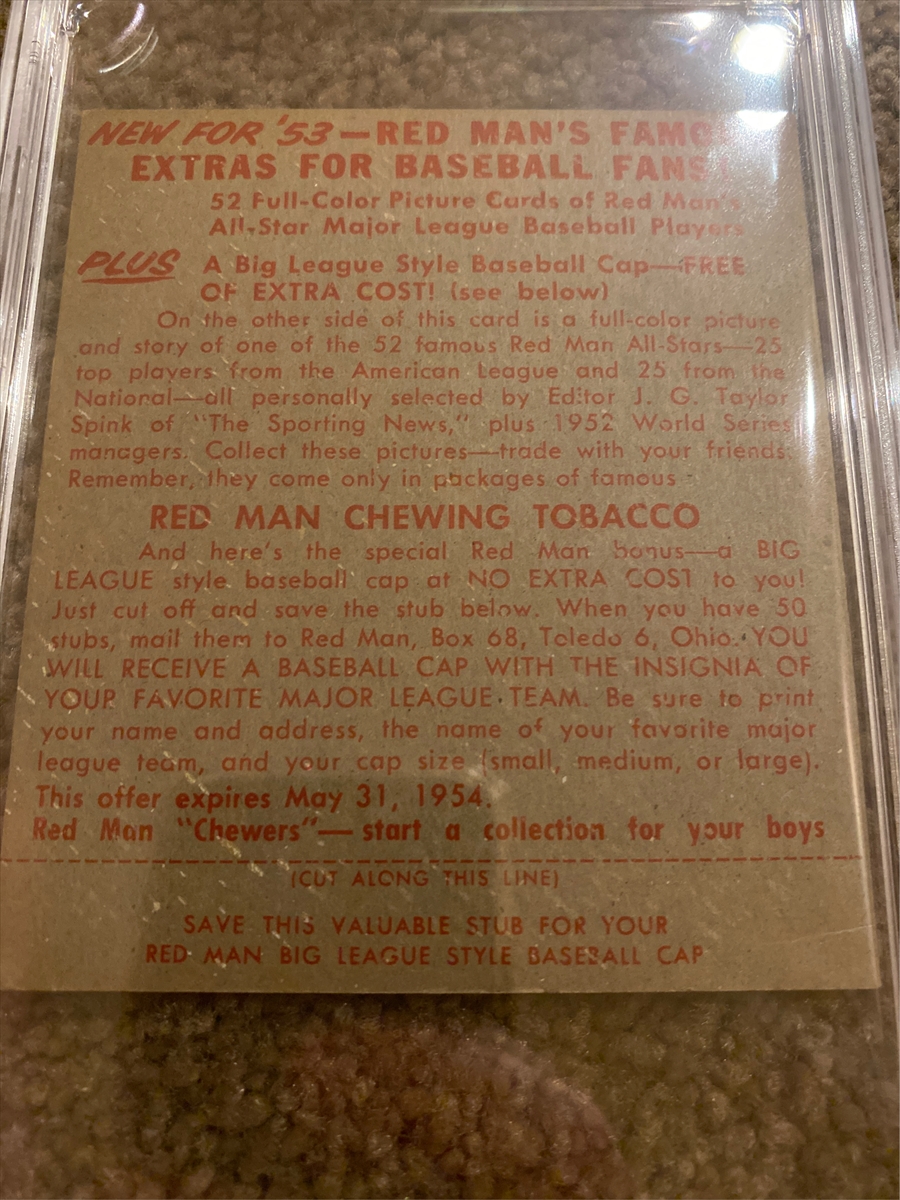 NEW FOR '53—RED MAN'S FAMO
EXTRAS FOR BASEBALL FANS!
52 Full-Color Picture Cards of Red Man's
All-Star Major League Baseball Players
PLUS A Big League Style Baseball Cap—FREE
OF EXTRA COST! (see below)
On the other side of this card is a full-color picture
and story of one of the 52 famous Red Man All-Stars—25
top players from the American League and 25 from the
National—all personally selected by Editor J. G. Taylor
Spink of "The Sporting News," plus 1952 World Series
managers. Collect these pictures—trade with your friends.
Remember, they come only in packages of famous
RED MAN CHEWING TOBACCO
And here's the special Red Man bonus—a BIG
LEAGUE style baseball cap at NO EXTRA COST to you!
Just cut off and save the stub below. When you have 50
stubs, mail them to Red Man, Box 68, Toledo 6, Ohio. YOU
WILL RECEIVE A BASEBALL CAP WITH THE INSIGNIA OF
YOUR FAVORITE MAJOR LEAGUE TEAM. Be sure to print
your name and address, the name of your favorite major
league team, and your cap size (small, medium, or large).
This offer expires May 31, 1954.
Red Man "Chewers"—start a collection for your boys
(CUT ALONG THIS LINE)
SAVE THIS VALUABLE STUB FOR YOUR
RED MAN BIG LEAGUE STYLE BASEBALL CAP